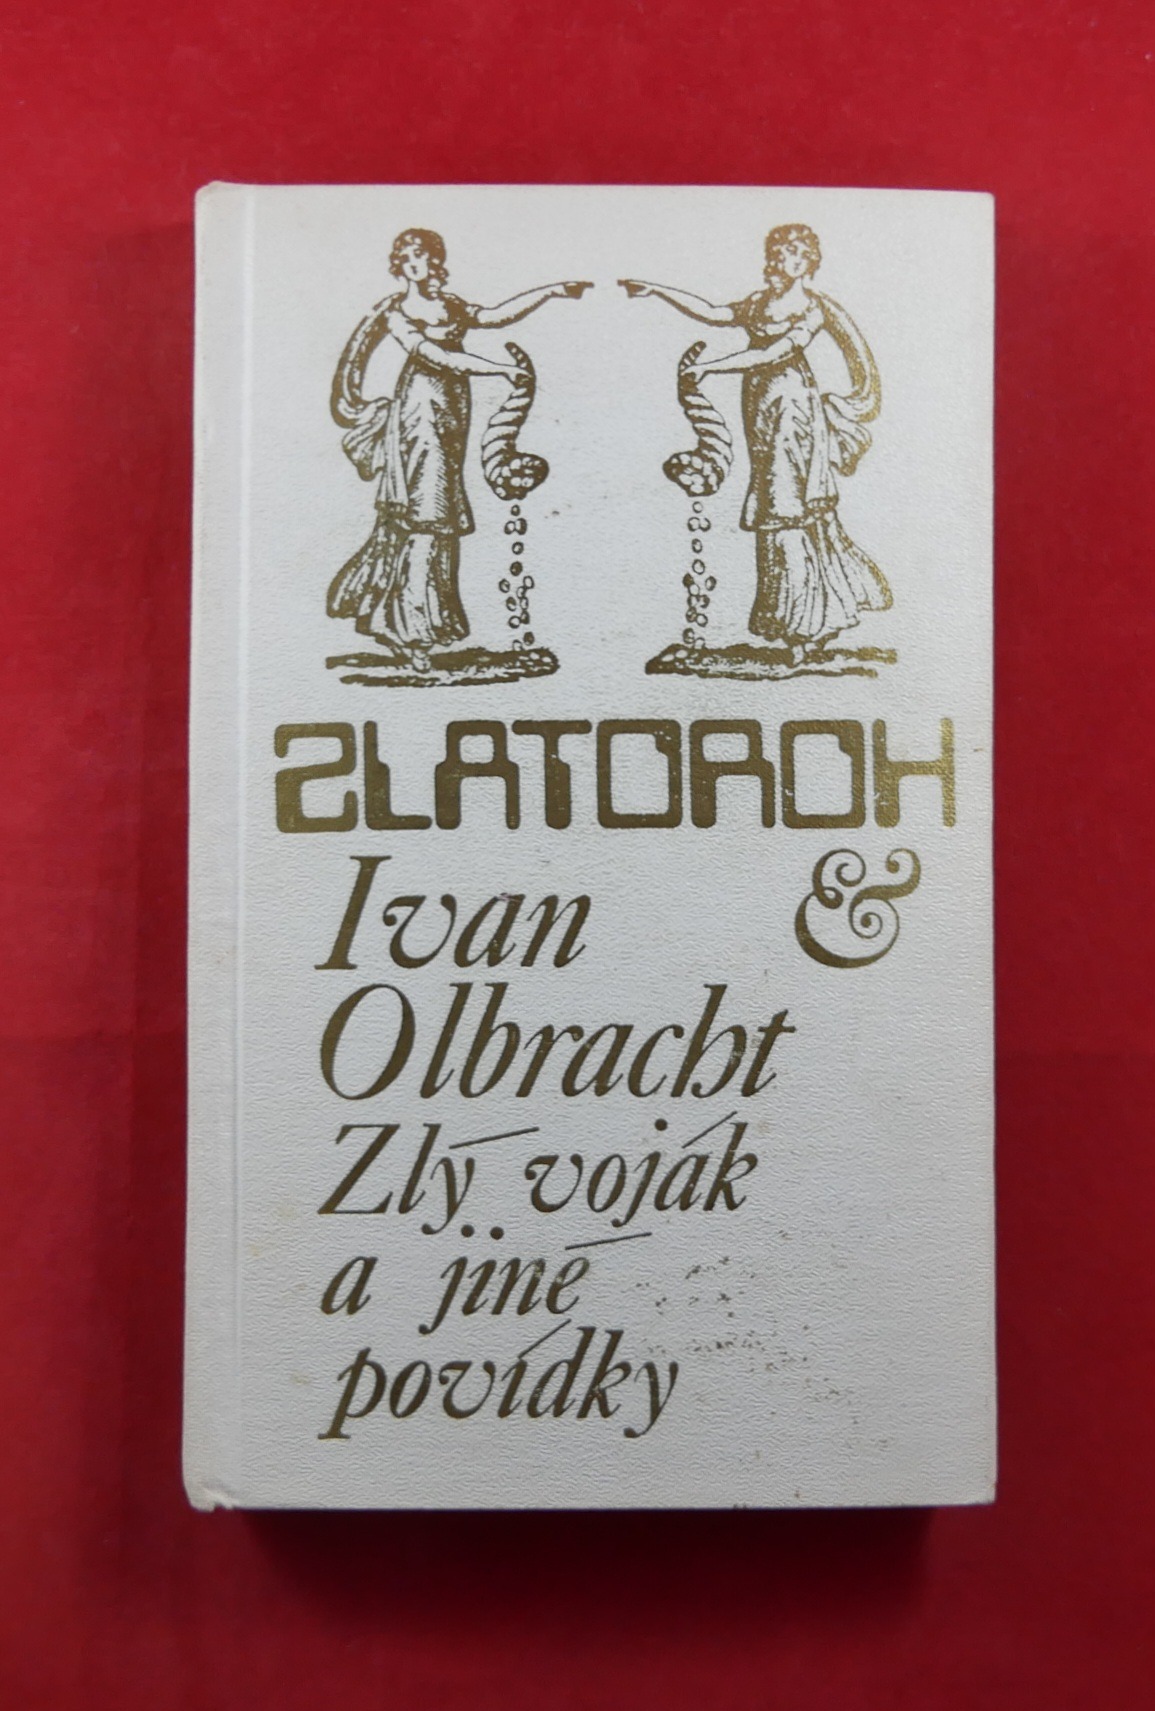 ZLATOROH
Ivan &
Olbracht
Zlý voják
a jiné
povídky